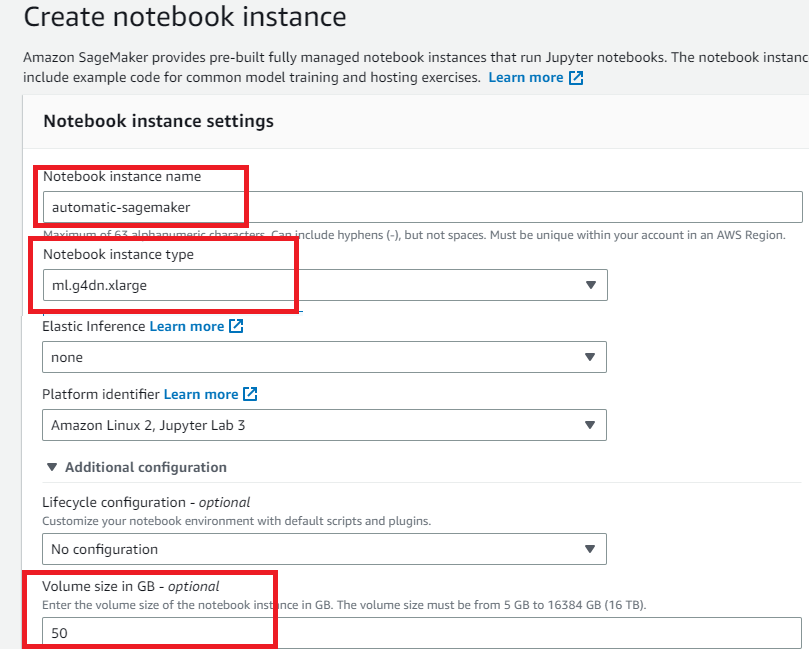 Create notebook instance
Amazon SageMaker provides pre-built fully managed notebook instances that run Jupyter notebooks. The notebook instanc
include example code for common model training and hosting exercises. Learn more
Notebook instance settings
Notebook instance name
automatic-sagemaker
Maximum of 63 alphanumeric characters. Can include hyphens (-), but not spaces. Must be unique within your account in an AWS Region.
Notebook instance type
ml.g4dn.xlarge
Elastic Inference Learn more
none
Platform identifier Learn more
Amazon Linux 2, Jupyter Lab 3
Additional configuration
Lifecycle configuration - optional
Customize your notebook environment with default scripts and plugins.
No configuration
Volume size in GB - optional
Enter the volume size of the notebook instance in GB. The volume size must be from 5 GB to 16384 GB (16 TB).
50